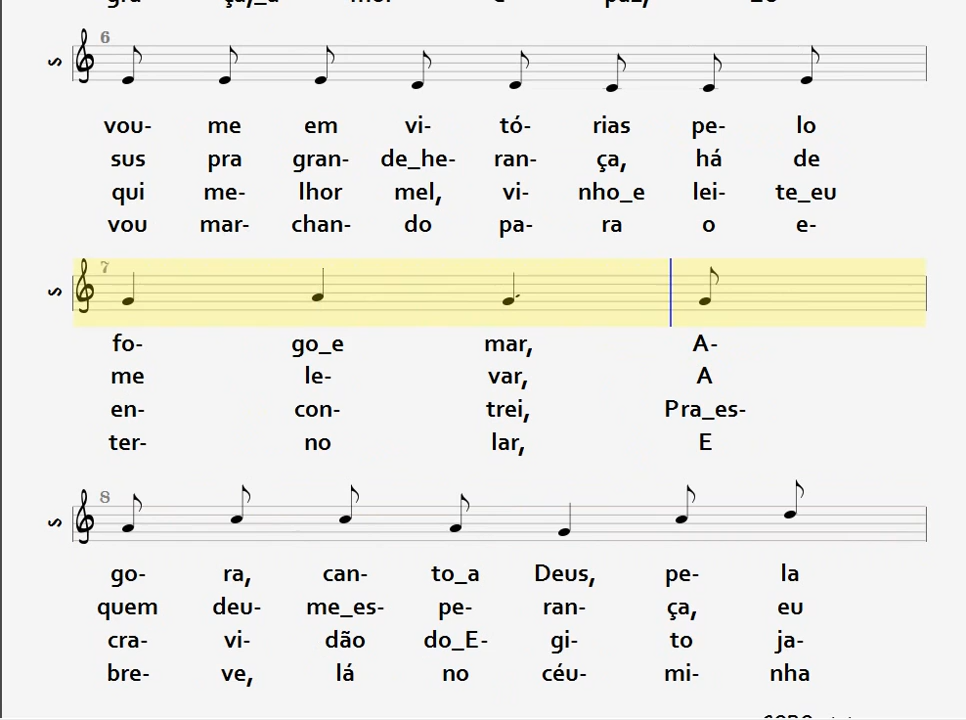 6
S
vou- me em vi- tó- rias pe- lo
sus pra gran- de_he- ran- ça, há de
qui me- lhor mel, vi- nho_e lei- te_eu
vou mar- chan- do pa- ra o e-
7
S
fo- go_e mar, A-
me le- var, A
en- con- trei, Pra_es-
ter- no lar, E
8
S
go- ra, can- to_a Deus, pe- la
quem deu- me_es- pe- ran- ça, eu
cra- vi- dão do_E- gi- to ja-
bre- ve, lá no céu- mi- nha